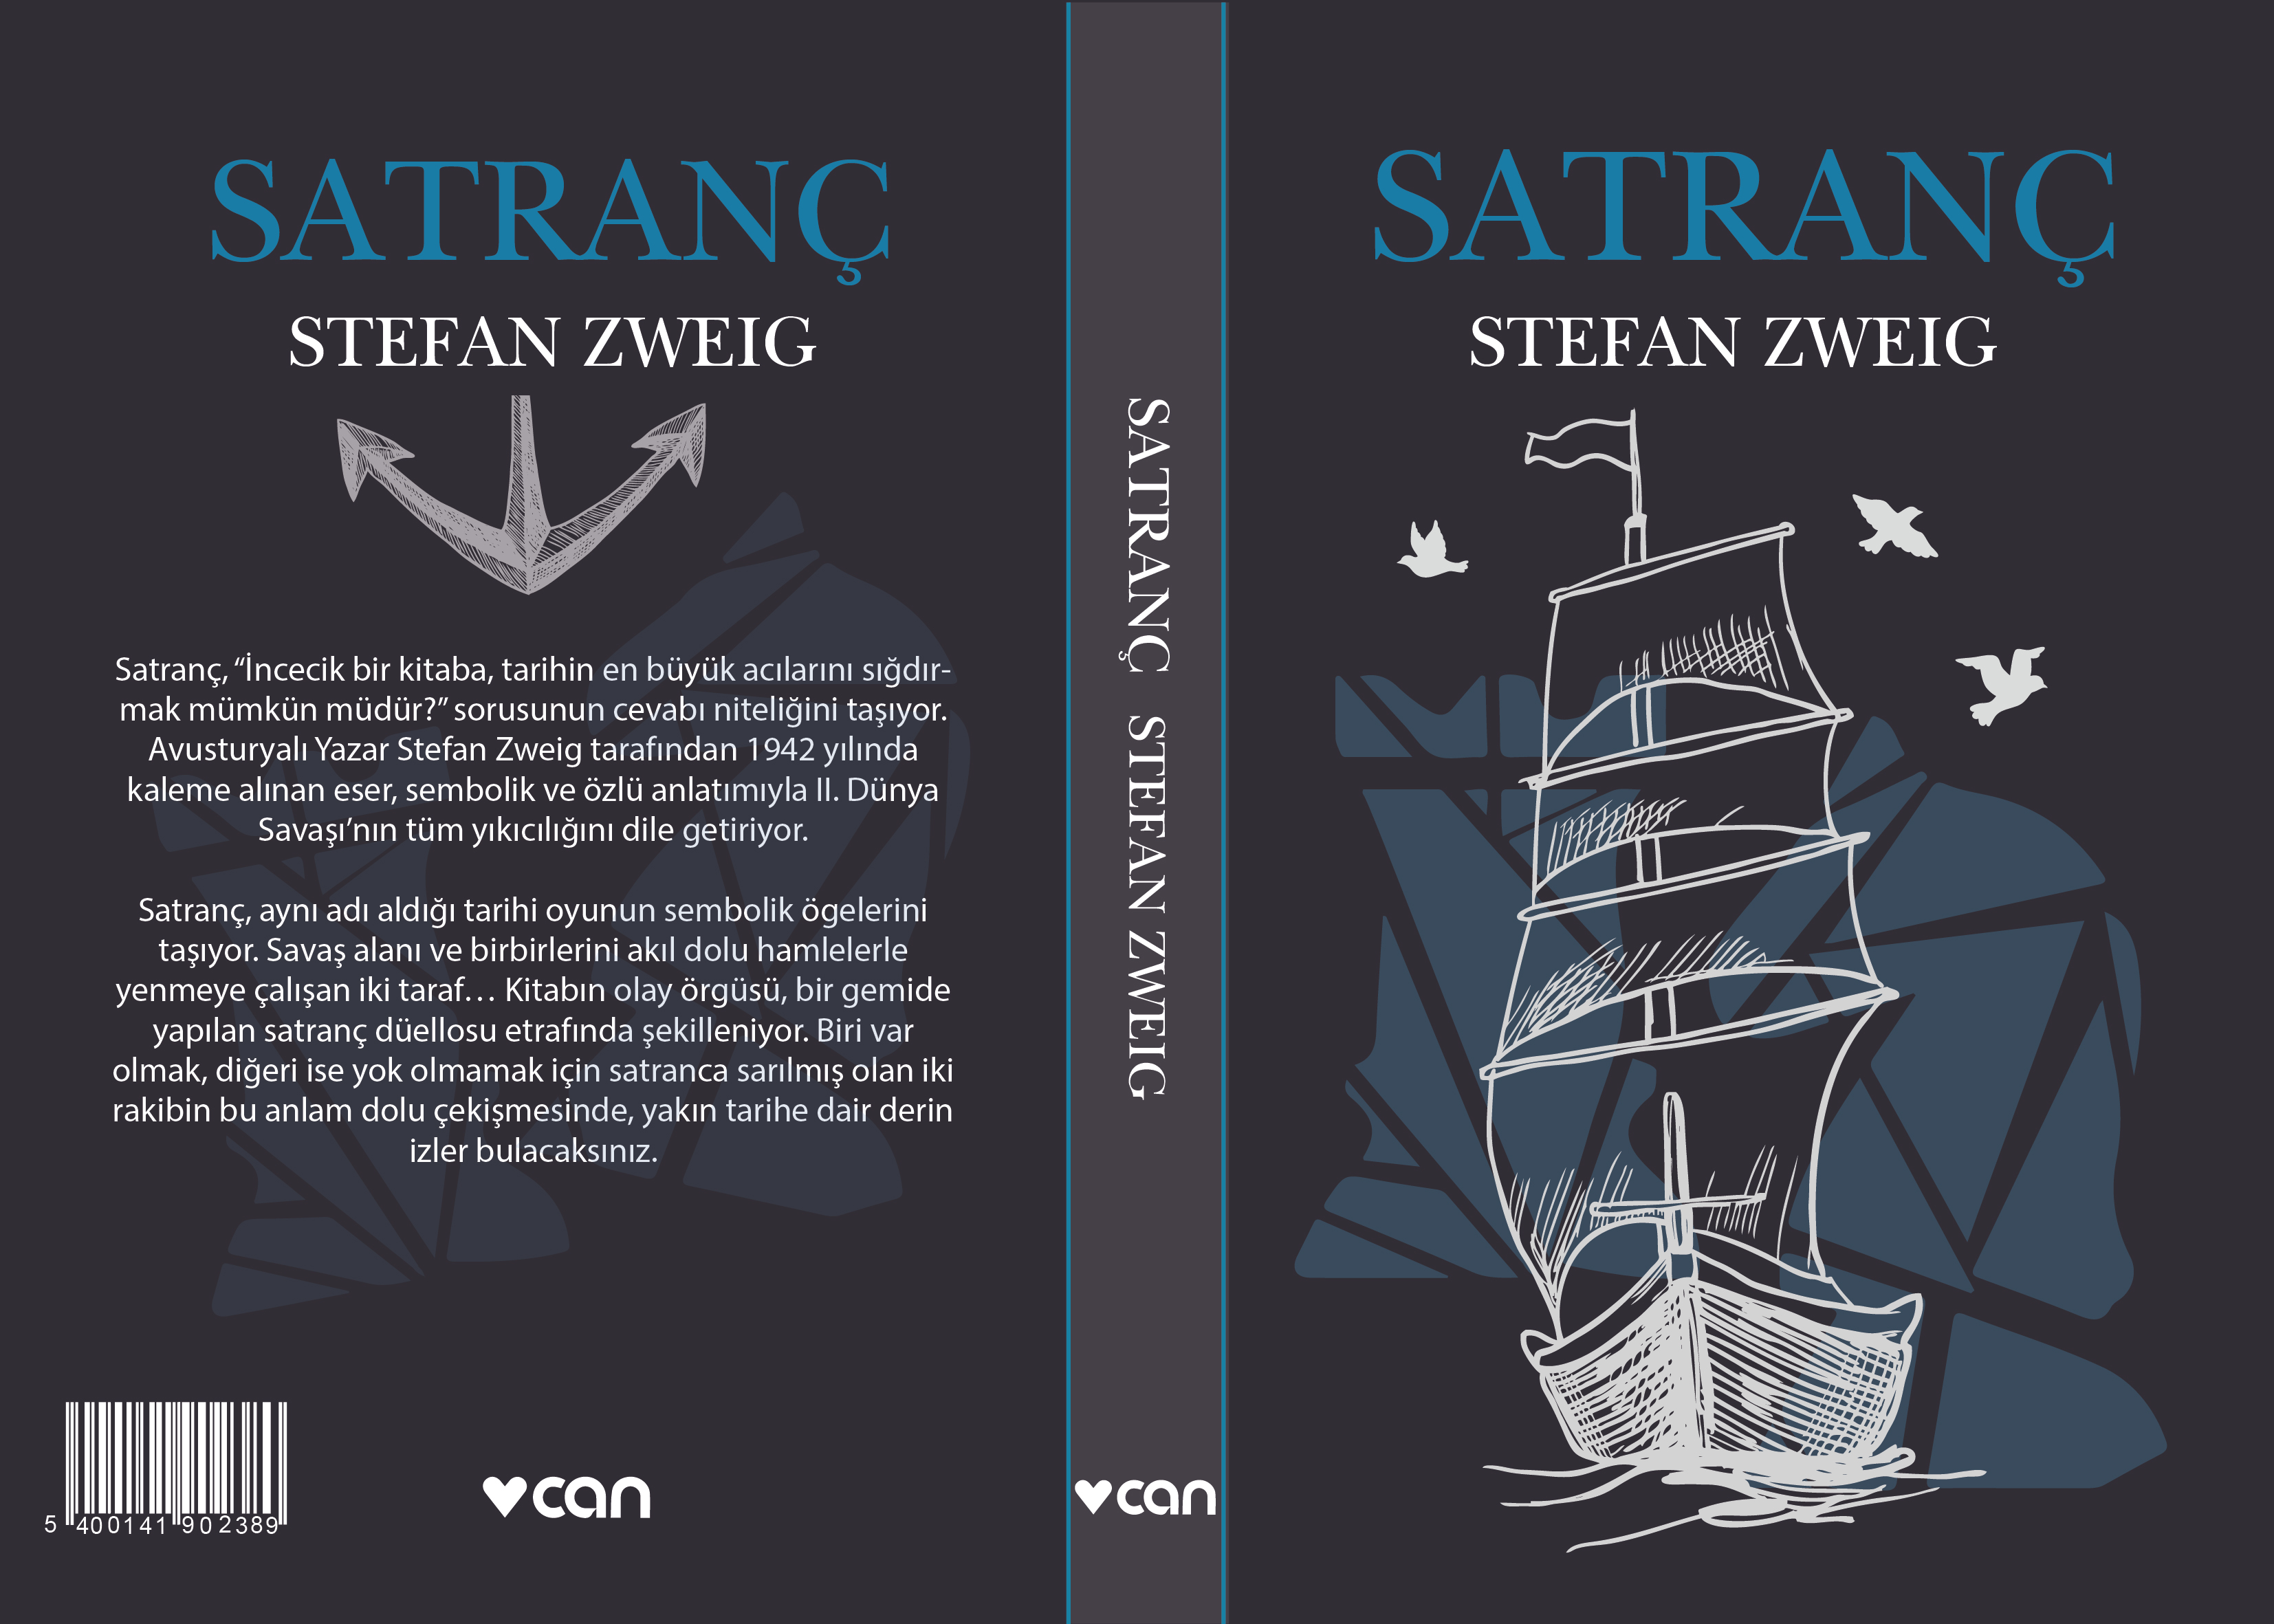 SATRANÇ
STEFAN ZWEIG
Satranç, “İncecik bir kitaba, tarihin en büyük acılarını sığdır-
mak mümkün müdür?” sorusunun cevabı niteliğini taşıyor.
Avusturyalı Yazar Stefan Zweig tarafından 1942 yılında
kaleme alınan eser, sembolik ve özlü anlatımıyla II. Dünya
Savaşı’nın tüm yıkıcılığını dile getiriyor.
Satranç, aynı adı aldığı tarihi oyunun sembolik ögelerini
taşıyor. Savaş alanı ve birbirlerini akıl dolu hamlelerle
yenmeye çalışan iki taraf… Kitabın olay örgüsü, bir gemide
yapılan satranç düellosu etrafında şekilleniyor. Biri var
olmak, diğeri ise yok olmamak için satranca sarılmış olan iki
rakibin bu anlam dolu çekişmesinde, yakın tarihe dair derin
izler bulacaksınız.
5 400141 902389
can
SATRANÇ STEFAN ZWEIG
can
SATRANÇ
STEFAN ZWEIG